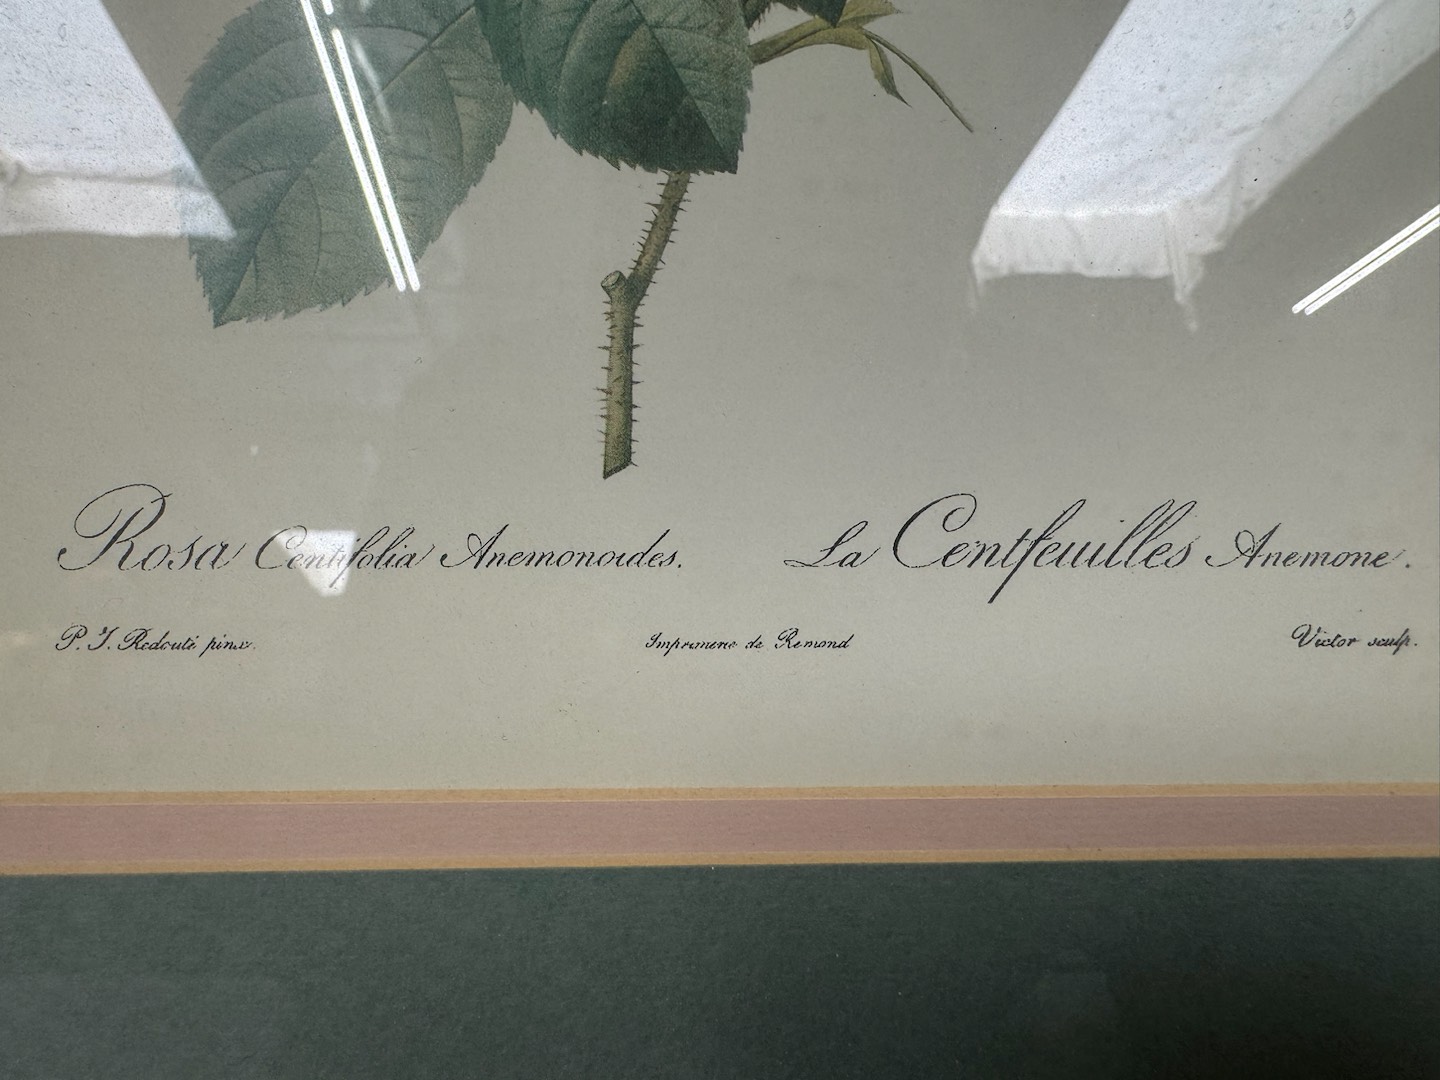 Rosa Centifolia Anemonoides. La Centfeuilles Anemone.
P. J. Redouté pinx. Imprimerie de Remond Victor sculp.